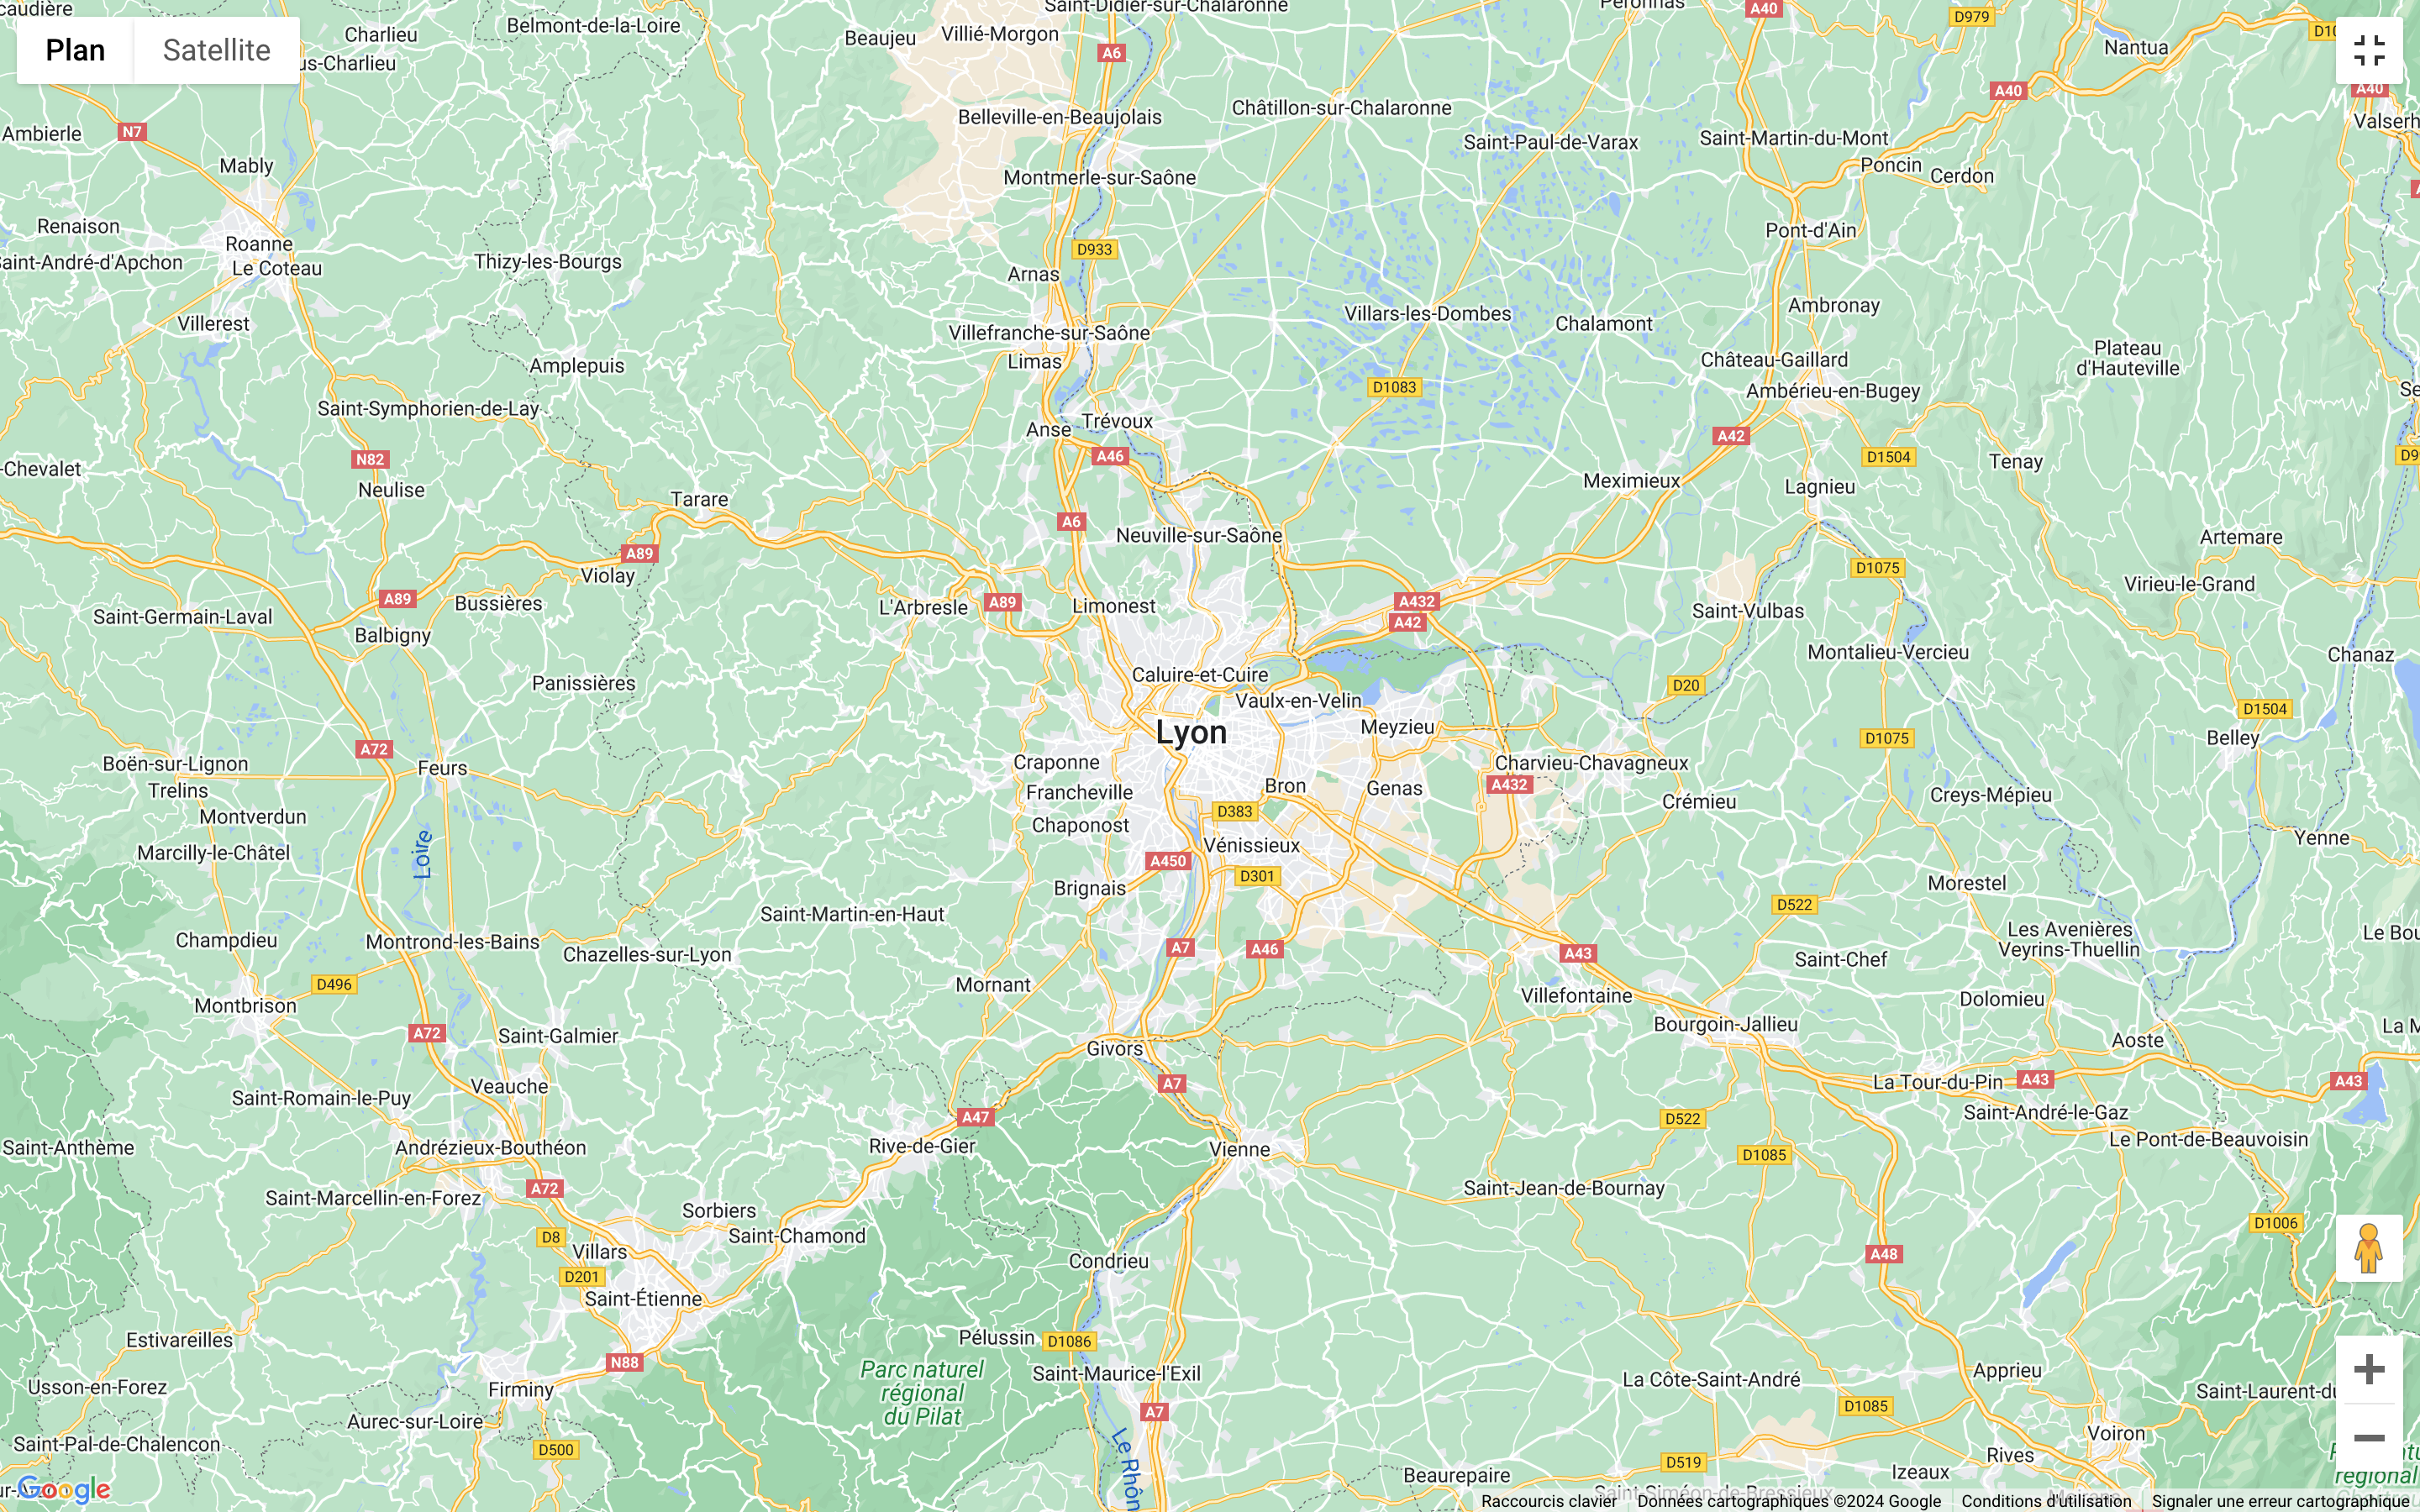 Saint-Didier-sur-Chalaronne
A40
D979
Charlieu
Belmont-de-la-Loire
Beaujeu
Villié-Morgon
A6
Nantua
Plan
Satellite
A40
A40
Châtillon-sur-Chalaronne
Belleville-en-Beaujolais
Ambierle
N7
Saint-Paul-de-Varax
Saint-Martin-du-Mont
Mably
Poncin
Cerdon
Montmerle-sur-Saône
Renaison
Roanne
Pont-d'Ain
D933
Le Coteau
Thizy-les-Bourgs
Arnas
Ambronay
Villars-les-Dombes
Chalamont
Villerest
Villefranche-sur-Saône
Limas
Amplepuis
Château-Gaillard
Plateau
d'Hauteville
D1083
Ambérieu-en-Bugey
Saint-Symphorien-de-Lay
Trévoux
Anse
A42
A46
D1504
Tenay
N82
Neulise
Meximieux
Lagnieu
Tarare
A6
Neuville-sur-Saône
Artemare
A89
Violay
D1075
Virieu-le-Grand
A89
Bussières
L'Arbresle
A89
Limonest
A432
A42
Saint-Vulbas
Saint-Germain-Laval
Balbigny
Montalieu-Vercieu
Chanaz
Caluire-et-Cuire
Panissières
D20
Vaulx-en-Velin
D1504
Lyon
Meyzieu
A72
D1075
Belley
Boën-sur-Lignon
Feurs
Craponne
Charvieu-Chavagneux
Trelins
Francheville
Bron
Genas
A432
Crémieu
Creys-Mépieu
Montverdun
D383
Chaponost
Yenne
Marcilly-le-Châtel
Loire
Vénissieux
A450
D301
Brignais
Morestel
D522
Saint-Martin-en-Haut
Champdieu
Montrond-les-Bains
Les Avenières
Veyrins-Thuellin
A7
A46
A43
Chazelles-sur-Lyon
Saint-Chef
D496
Mornant
Villefontaine
Dolomieu
Montbrison
A72
Saint-Galmier
Bourgoin-Jallieu
Aoste
Givors
A7
Veauche
La Tour-du-Pin
A43
A43
Saint-Romain-le-Puy
A47
D522
Saint-André-le-Gaz
Saint-Anthème
Andrézieux-Bouthéon
Rive-de-Gier
Vienne
D1085
Le Pont-de-Beauvoisin
A72
Saint-Jean-de-Bournay
Saint-Marcellin-en-Forez
Sorbiers
D1006
D8
Saint-Chamond
Villars
A48
Condrieu
D201
Saint-Étienne
Estivareilles
Pélussin
D1086
N88
Parc naturel
régional
du Pilat
Saint-Maurice-l'Exil
Apprieu
La Côte-Saint-André
Usson-en-Forez
Firminy
D1085
A7
Aurec-sur-Loire
Voiron
Saint-Pal-de-Chalencon
D500
Le Rhôn
D519
Rives
Izeaux
Beaurepaire
Google
Saint-Siméon-de-Bressieux
Raccourcis clavier
Données cartographiques ©2024 Google
Conditions d'utilisation
Signaler une erreur cartographique